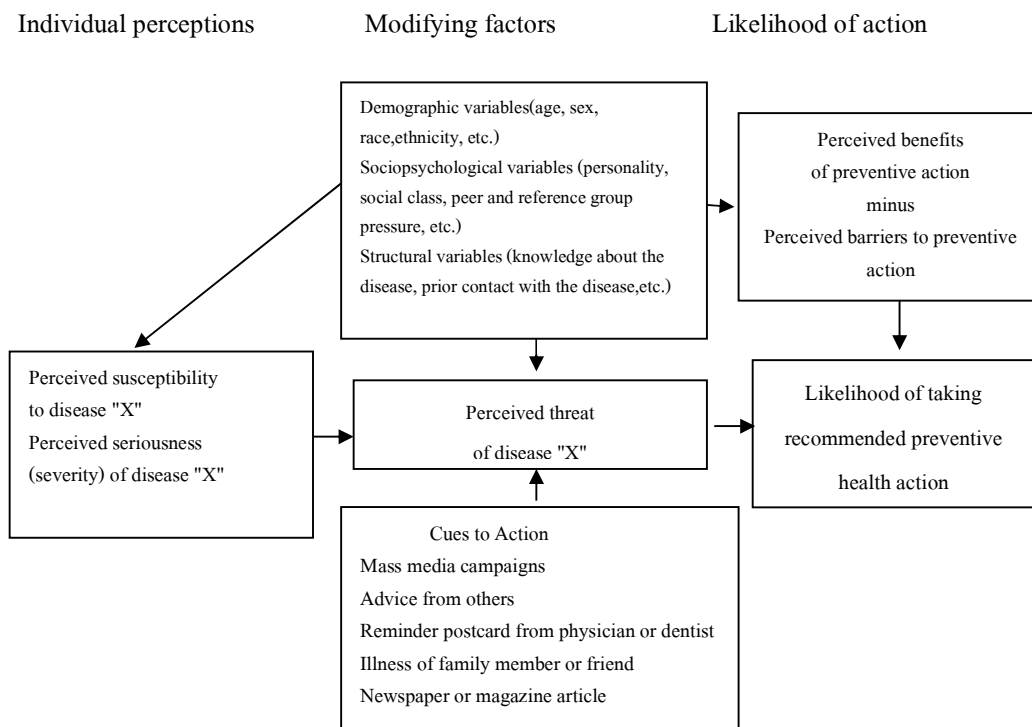 Individual perceptions
Modifying factors
Likelihood of action
Demographic variables(age, sex,
race,ethnicity, etc.)
Sociopsychological variables (personality,
social class, peer and reference group
pressure, etc.)
Structural variables (knowledge about the
disease, prior contact with the disease,etc.)
Perceived benefits
of preventive action
minus
Perceived barriers to preventive
action
Perceived susceptibility
to disease "X"
Perceived seriousness
(severity) of disease "X"
Perceived threat
of disease "X"
Likelihood of taking
recommended preventive
health action
Cues to Action
Mass media campaigns
Advice from others
Reminder postcard from physician or dentist
Illness of family member or friend
Newspaper or magazine article